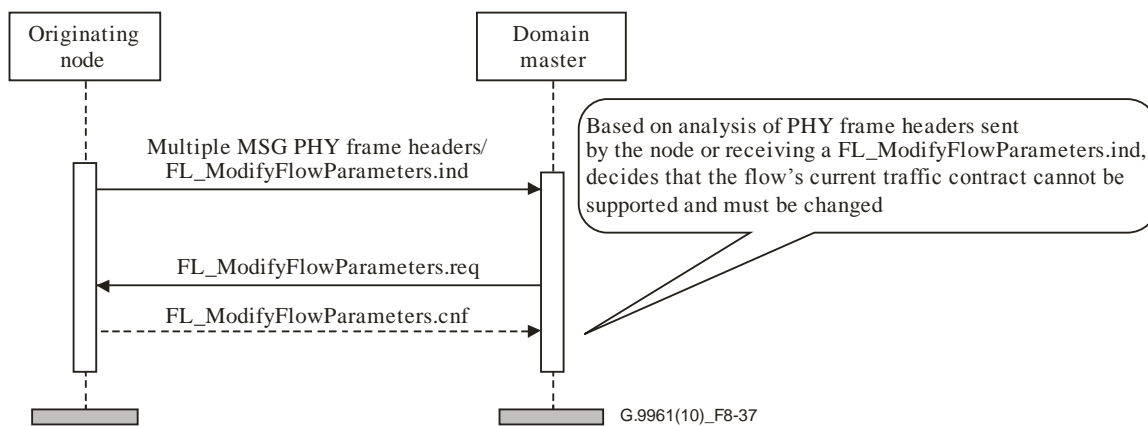 Originating
node
Domain
master
Multiple MSG PHY frame headers/
FL_ModifyFlowParameters.ind
Based on analysis of PHY frame headers sent
by the node or receiving a FL_ModifyFlowParameters.ind,
decides that the flow's current traffic contract cannot be
supported and must be changed
FL_ModifyFlowParameters.req
FL_ModifyFlowParameters.cnf
G.9961(10)_F8-37